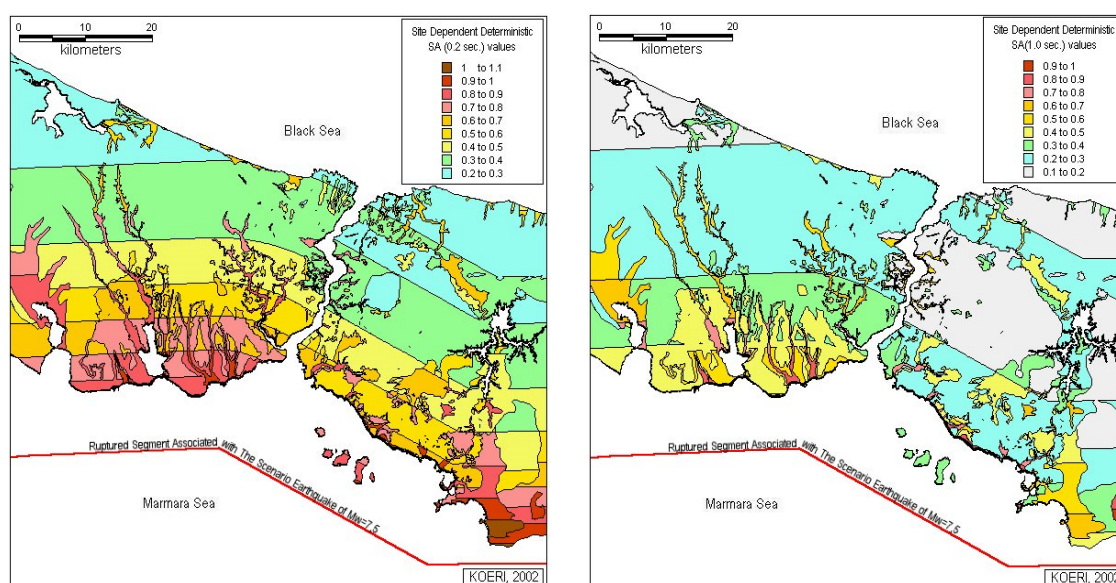 0 10 20
kilometers
Site Dependent Deterministic
SA (0.2 sec.) values
1 to 1.1
0.9 to 1
0.8 to 0.9
0.7 to 0.8
0.6 to 0.7
0.5 to 0.6
0.4 to 0.5
0.3 to 0.4
0.2 to 0.3
Black Sea
Ruptured Segment Associated with The Scenario Earthquake of Mw=7.5
Marmara Sea
KOERI, 2002
0 10 20
kilometers
Site Dependent Deterministic
SA(1.0 sec.) values
0.9 to 1
0.8 to 0.9
0.7 to 0.8
0.6 to 0.7
0.5 to 0.6
0.4 to 0.5
0.3 to 0.4
0.2 to 0.3
0.1 to 0.2
Black Sea
Ruptured Segment Associated with The Scenario Earthquake of Mw=7.5
Marmara Sea
KOERI, 200